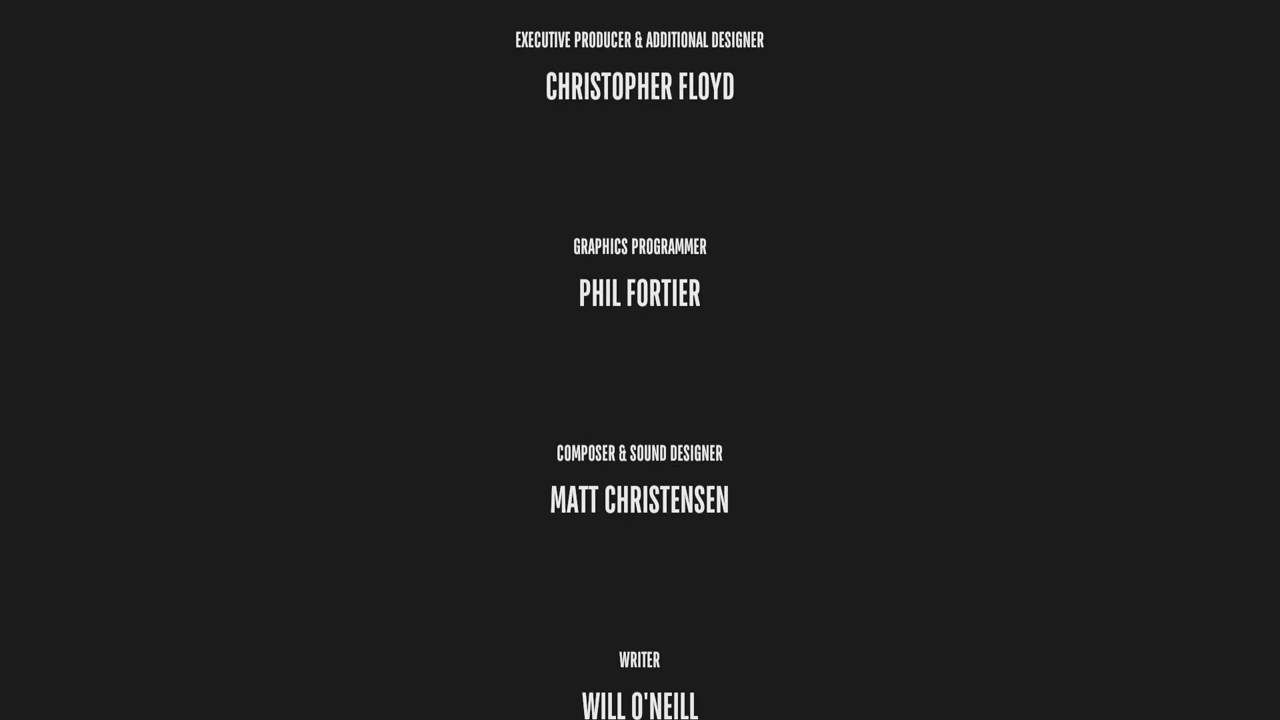 EXECUTIVE PRODUCER & ADDITIONAL DESIGNER
CHRISTOPHER FLOYD
GRAPHICS PROGRAMMER
PHIL FORTIER
COMPOSER & SOUND DESIGNER
MATT CHRISTENSEN
WRITER
WILL O'NEILL